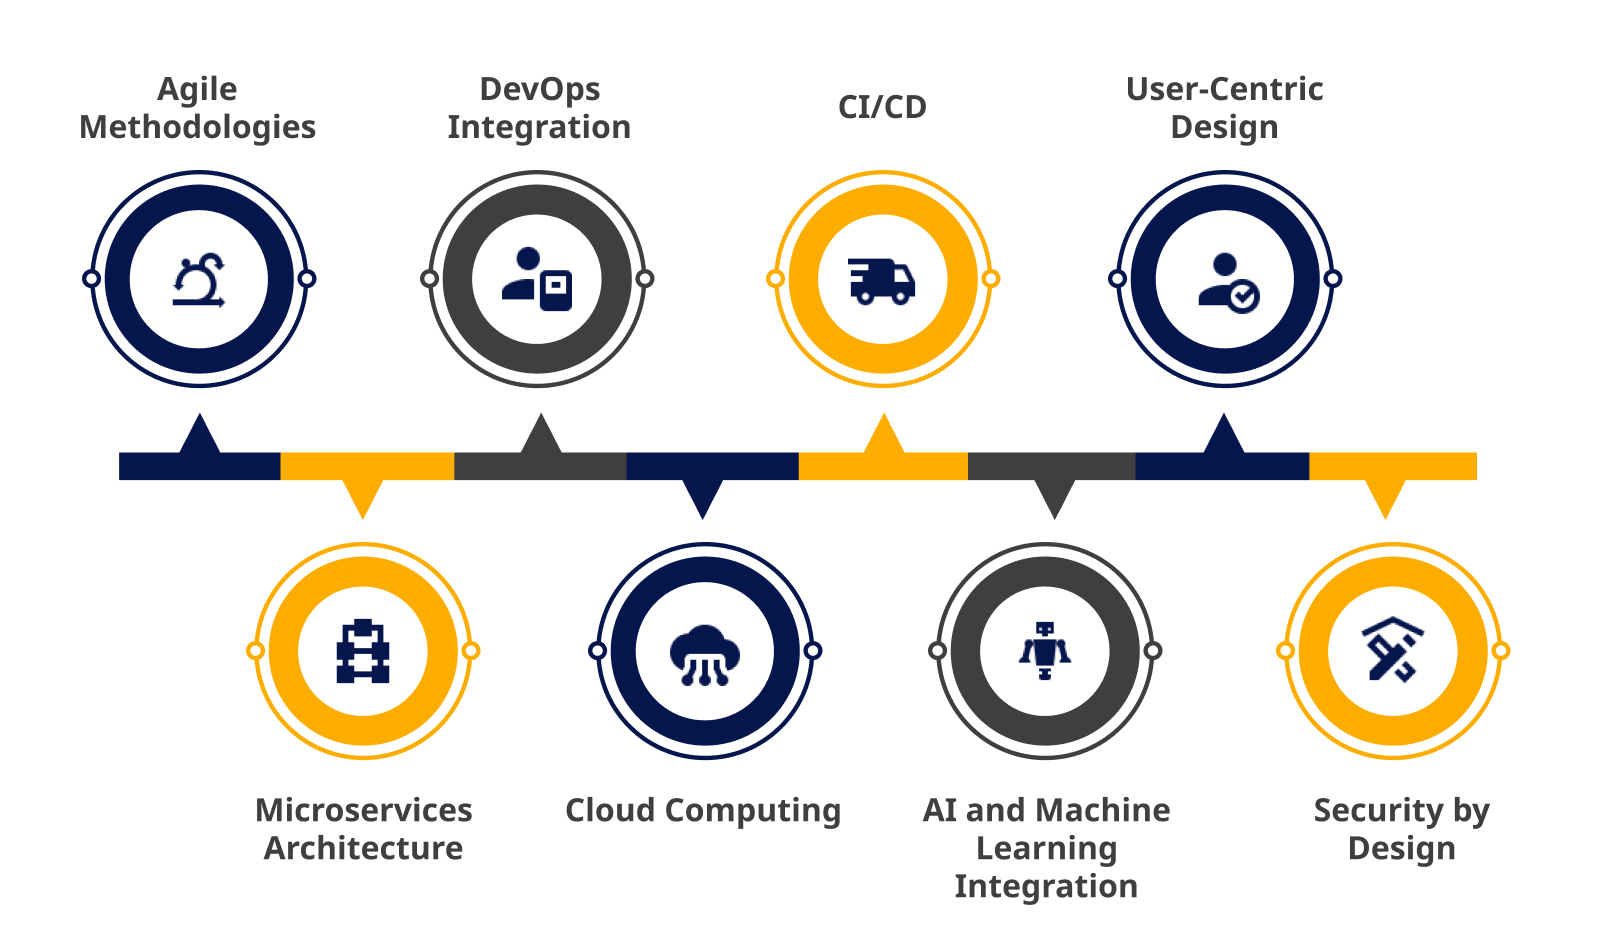 Agile
Methodologies
DevOps
Integration
CI/CD
User-Centric
Design
Microservices
Architecture
Cloud Computing
AI and Machine
Learning
Integration
Security by
Design